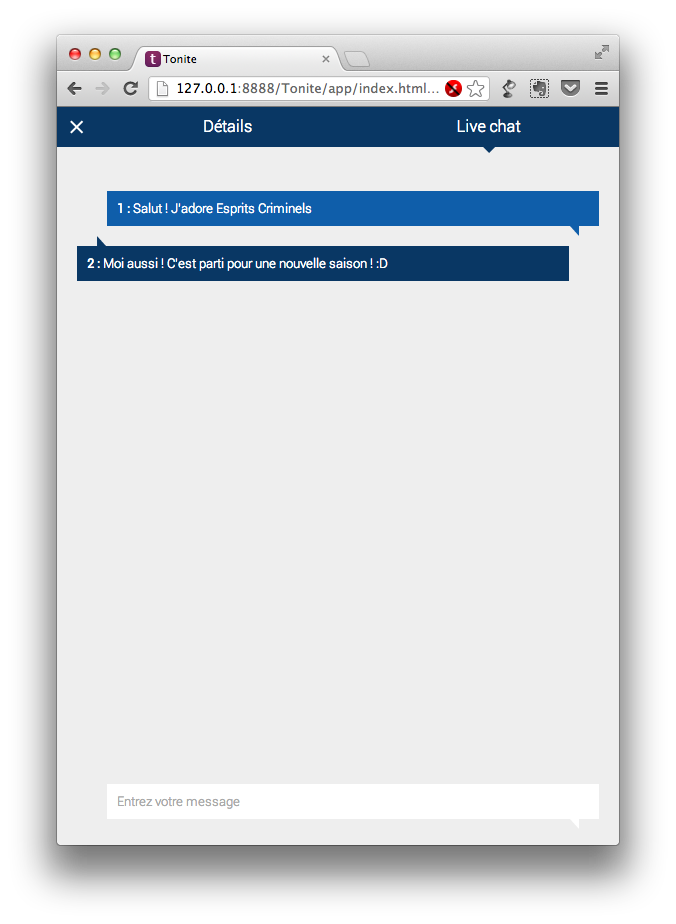 t Tonite
127.0.0.1:8888/Tonite/app/index.html...
Détails
Live chat
1 : Salut ! J'adore Esprits Criminels
2 : Moi aussi ! C'est parti pour une nouvelle saison ! :D
Entrez votre message